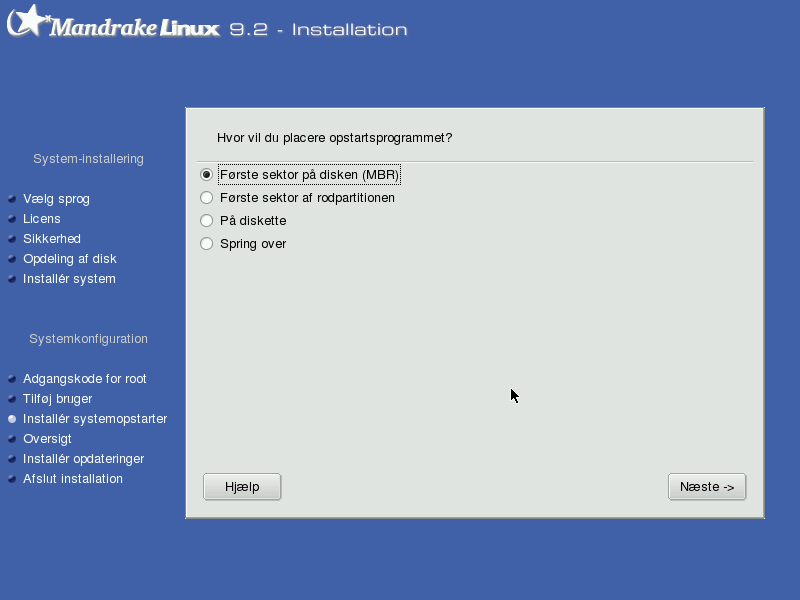 MandrakeLinux 9.2 - Installation
Hvor vil du placere opstartsprogrammet?
Første sektor på disken (MBR)
Første sektor af rodpartitionen
På diskette
Spring over
System-installering
Vælg sprog
Licens
Sikkerhed
Opdeling af disk
Installér system
Systemkonfiguration
Adgangskode for root
Tilføj bruger
Installér systemopstarter
Oversigt
Installér opdateringer
Afslut installation
Hjælp
Næste ->